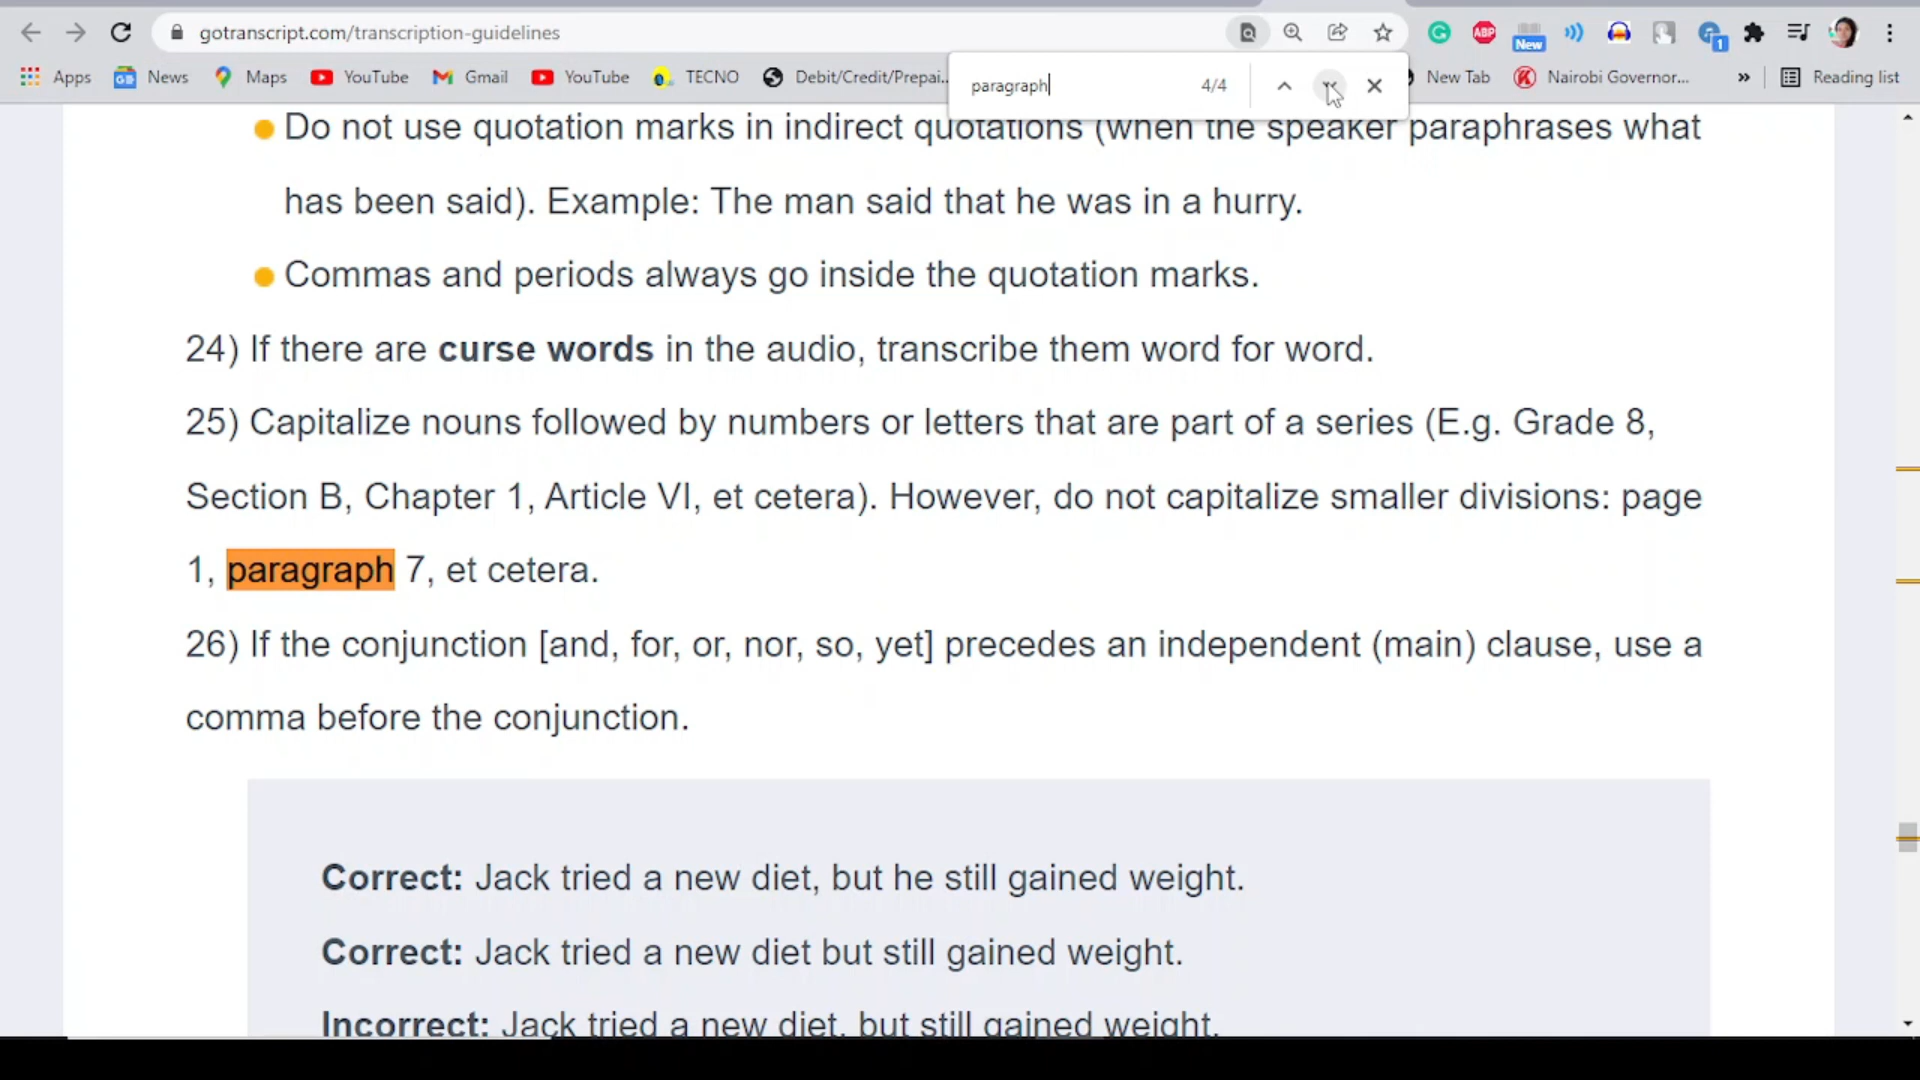 gotranscript.com/transcription-guidelines
New
1
Apps
News
Maps
YouTube
Gmail
YouTube
TECNO
Debit/Credit/Prepai...
New Tab
Nairobi Governor...
»
Reading list
paragraph
4/4
Do not use quotation marks in indirect quotations (when the speaker paraphrases what
has been said). Example: The man said that he was in a hurry.
Commas and periods always go inside the quotation marks.
24) If there are curse words in the audio, transcribe them word for word.
25) Capitalize nouns followed by numbers or letters that are part of a series (E.g. Grade 8,
Section B, Chapter 1, Article VI, et cetera). However, do not capitalize smaller divisions: page
1, paragraph 7, et cetera.
26) If the conjunction [and, for, or, nor, so, yet] precedes an independent (main) clause, use a
comma before the conjunction.
Correct: Jack tried a new diet, but he still gained weight.
Correct: Jack tried a new diet but still gained weight.
Incorrect: Jack tried a new diet, but still gained weight.